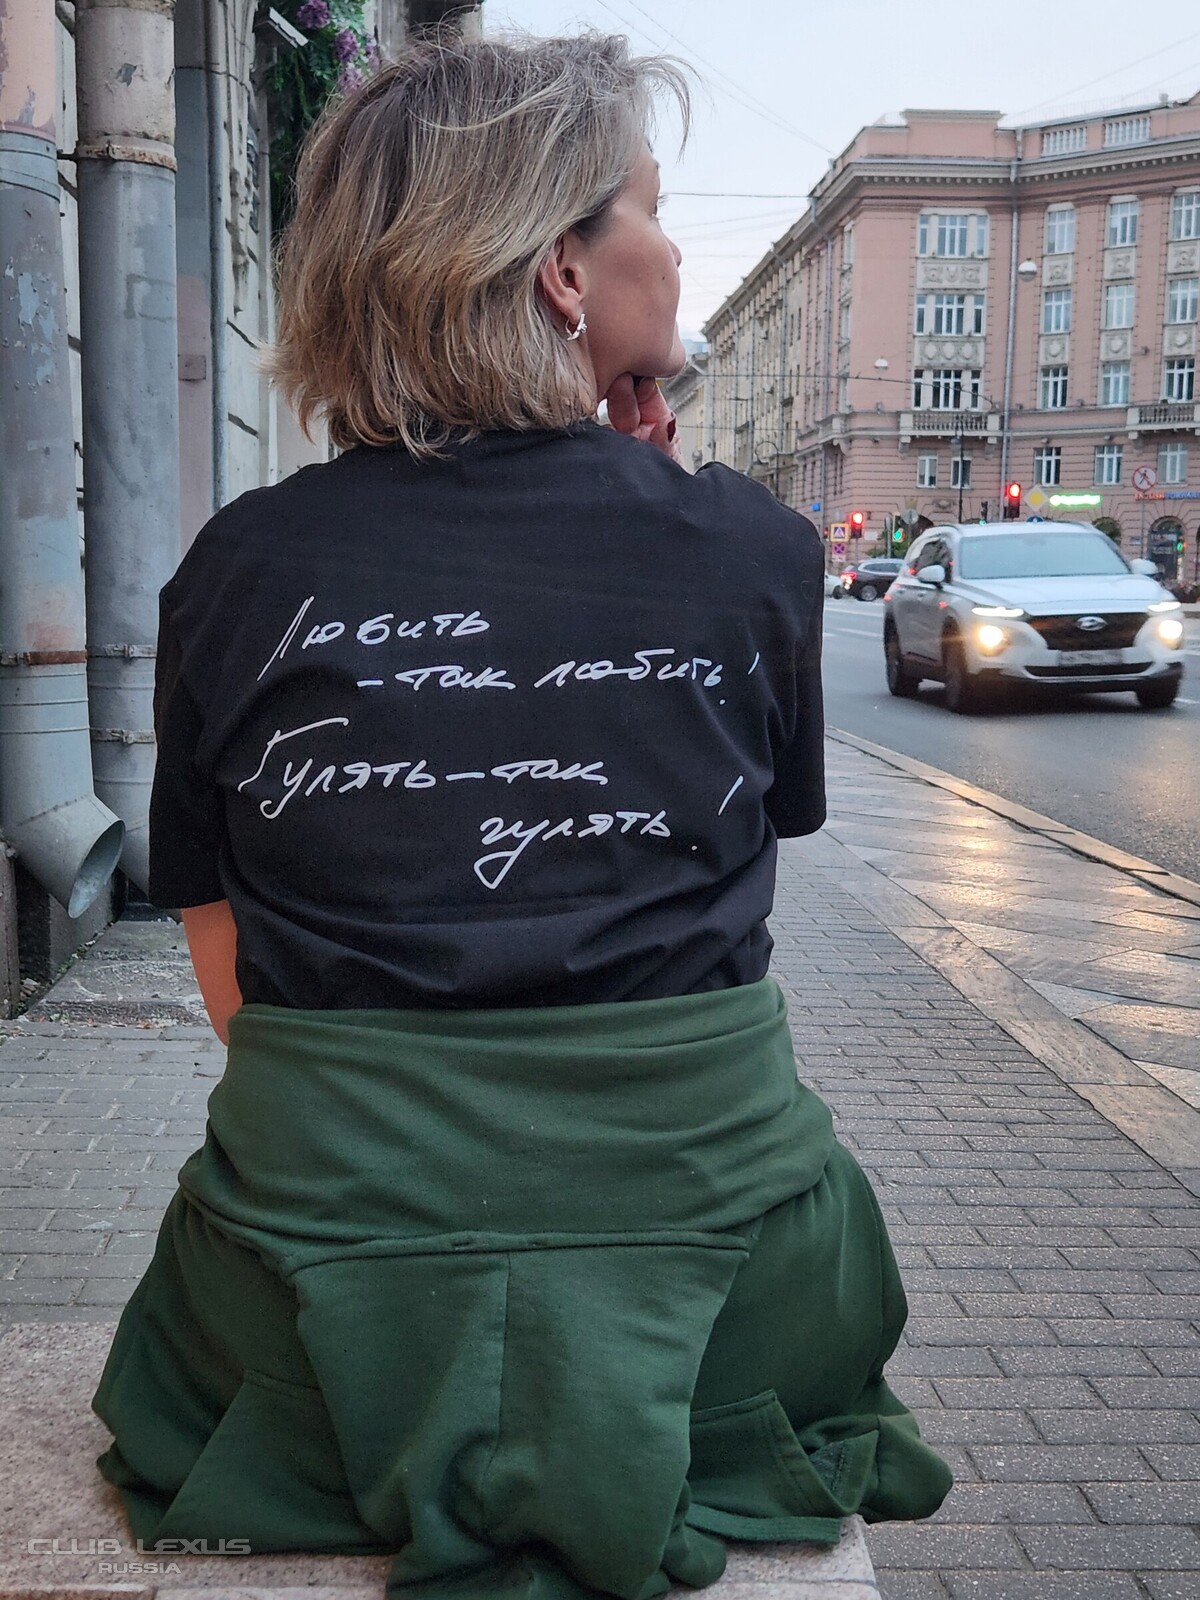 Любить
- так любить!
Гулять - так
гулять!
CLUB LEXUS
RUSSIA